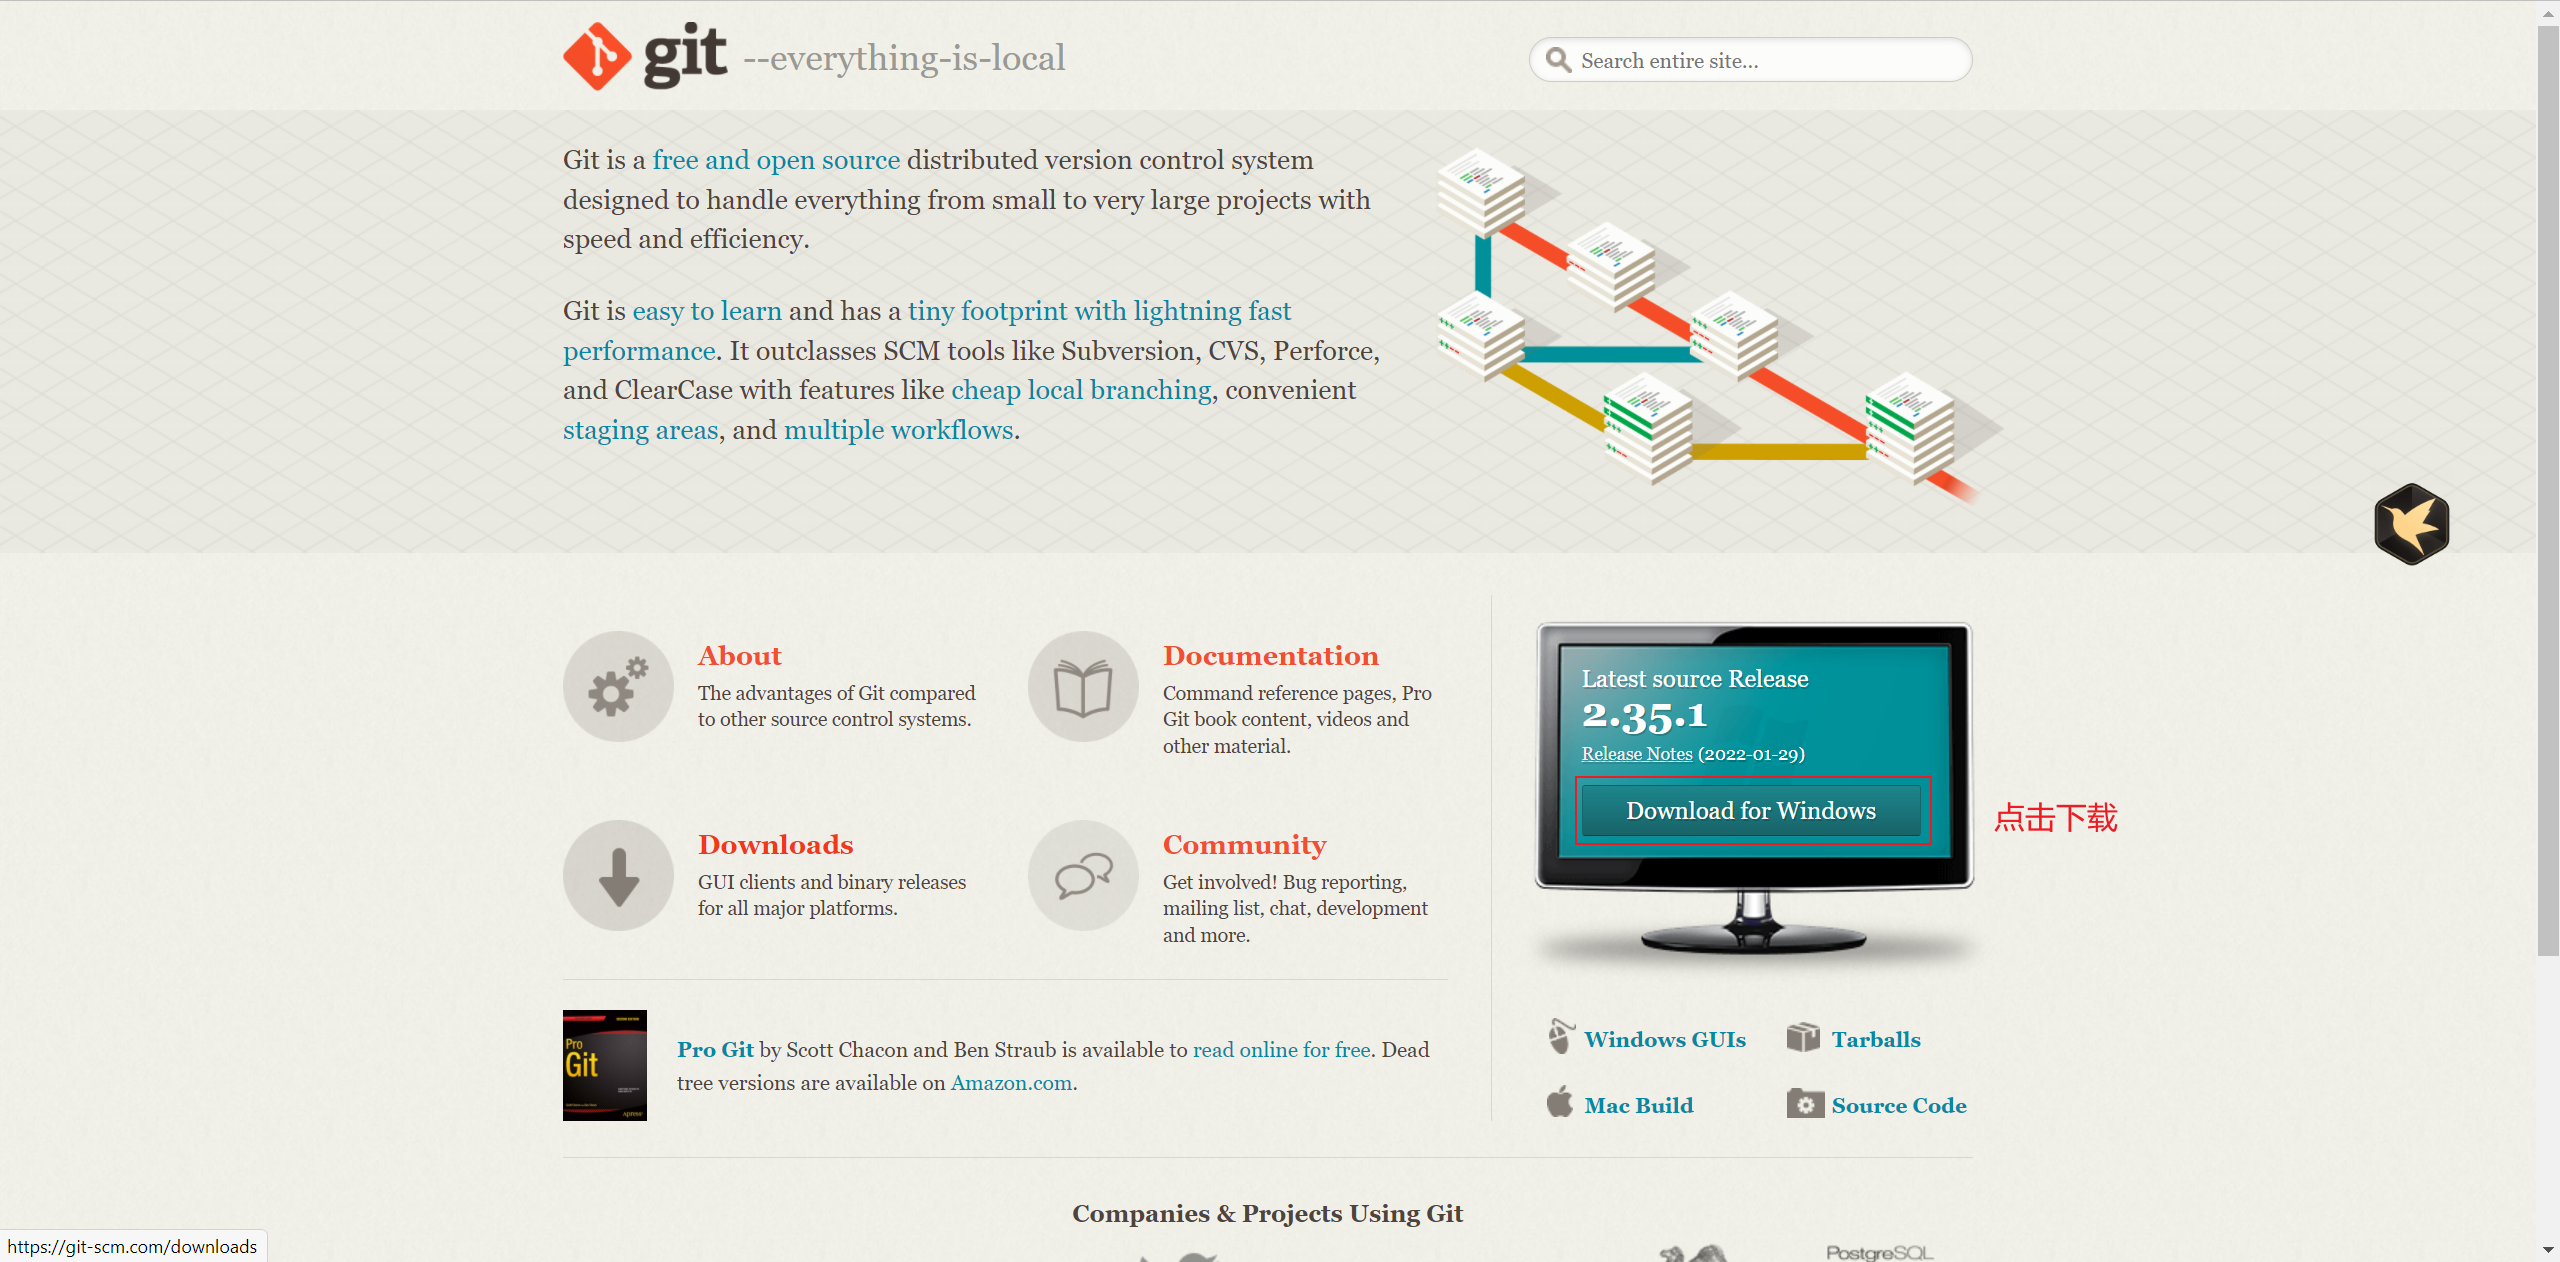 git --everything-is-local
Search entire site...
Git is a free and open source distributed version control system
designed to handle everything from small to very large projects with
speed and efficiency.
Git is easy to learn and has a tiny footprint with lightning fast
performance. It outclasses SCM tools like Subversion, CVS, Perforce,
and ClearCase with features like cheap local branching, convenient
staging areas, and multiple workflows.
About
The advantages of Git compared
to other source control systems.
Documentation
Command reference pages, Pro
Git book content, videos and
other material.
Downloads
GUI clients and binary releases
for all major platforms.
Community
Get involved! Bug reporting,
mailing list, chat, development
and more.
Latest source Release
2.35.1
Release Notes (2022-01-29)
Download for Windows
点击下载
Pro
Git
Pro Git by Scott Chacon and Ben Straub is available to read online for free. Dead
tree versions are available on Amazon.com.
Windows GUIs
Tarballs
Mac Build
Source Code
Companies & Projects Using Git
PostgreSQL
https://git-scm.com/downloads